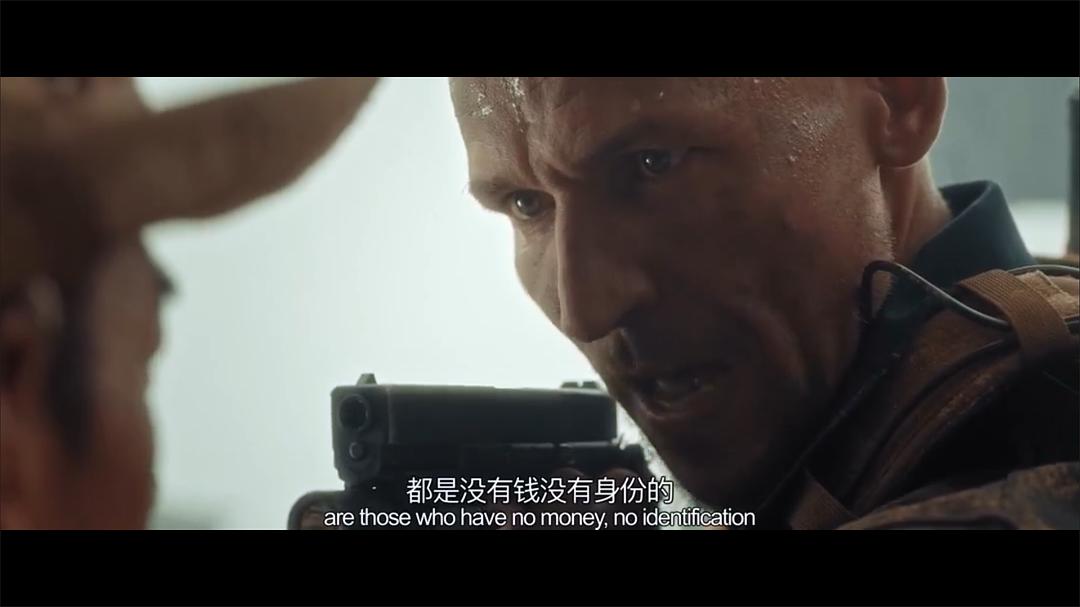 都是没有钱没有身份的
are those who have no money, no identification